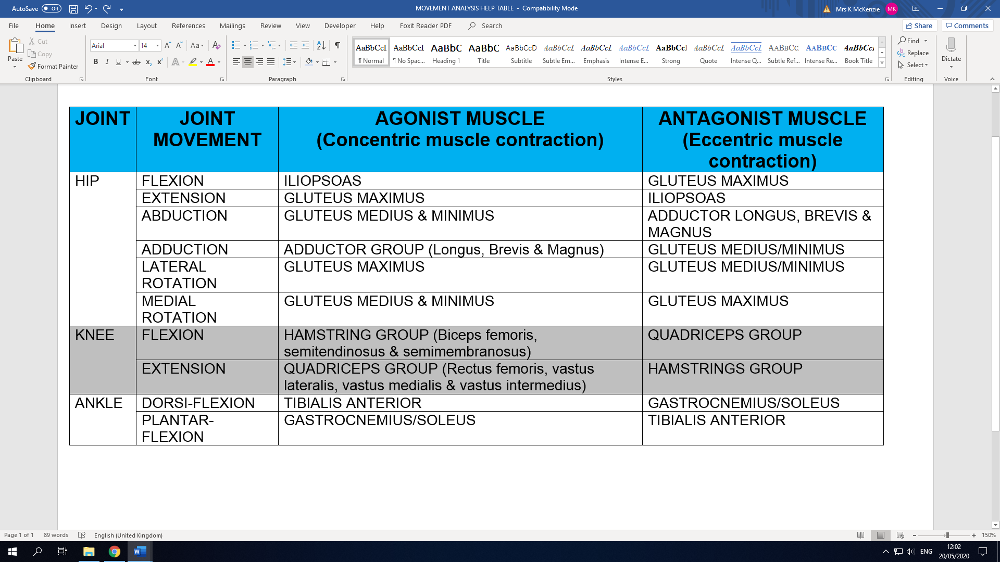 AutoSave Off
MOVEMENT ANALYSIS HELP TABLE - Compatibility Mode
Mrs K McKenzie MK
File Home Insert Design Layout References Mailings Review View Developer Help Foxit Reader PDF Search
Share Comments
Paste
Cut
Copy
Format Painter
Clipboard
Arial 14
Font
Paragraph
AaBbCcI AaBbCcI AaBbC AaBbC AaBbCcD AaBbCcL AaBbCcL AaBbCcL AaBbCcI AaBbCcL AaBbCcL AABBCC AABBCC AaBbCcL
¶ Normal ¶ No Spac... Heading 1 Title Subtitle Subtle Em... Emphasis Intense E... Strong Quote Intense Q... Subtle Ref... Intense Re... Book Title
Styles
Find
Replace
Select
Editing
Dictate
Voice
JOINT
JOINT
MOVEMENT
AGONIST MUSCLE
(Concentric muscle contraction)
ANTAGONIST MUSCLE
(Eccentric muscle
contraction)
HIP
FLEXION
ILIOPSOAS
GLUTEUS MAXIMUS
EXTENSION
GLUTEUS MAXIMUS
ILIOPSOAS
ABDUCTION
GLUTEUS MEDIUS & MINIMUS
ADDUCTOR LONGUS, BREVIS &
MAGNUS
ADDUCTION
ADDUCTOR GROUP (Longus, Brevis & Magnus)
GLUTEUS MEDIUS/MINIMUS
LATERAL
ROTATION
GLUTEUS MAXIMUS
GLUTEUS MEDIUS/MINIMUS
MEDIAL
ROTATION
GLUTEUS MEDIUS & MINIMUS
GLUTEUS MAXIMUS
KNEE
FLEXION
HAMSTRING GROUP (Biceps femoris,
semitendinosus & semimembranosus)
QUADRICEPS GROUP
EXTENSION
QUADRICEPS GROUP (Rectus femoris, vastus
lateralis, vastus medialis & vastus intermedius)
HAMSTRINGS GROUP
ANKLE
DORSI-FLEXION
TIBIALIS ANTERIOR
GASTROCNEMIUS/SOLEUS
PLANTAR-
FLEXION
GASTROCNEMIUS/SOLEUS
TIBIALIS ANTERIOR
Page 1 of 1 89 words English (United Kingdom)
150%
ENG
12:02
20/05/2020